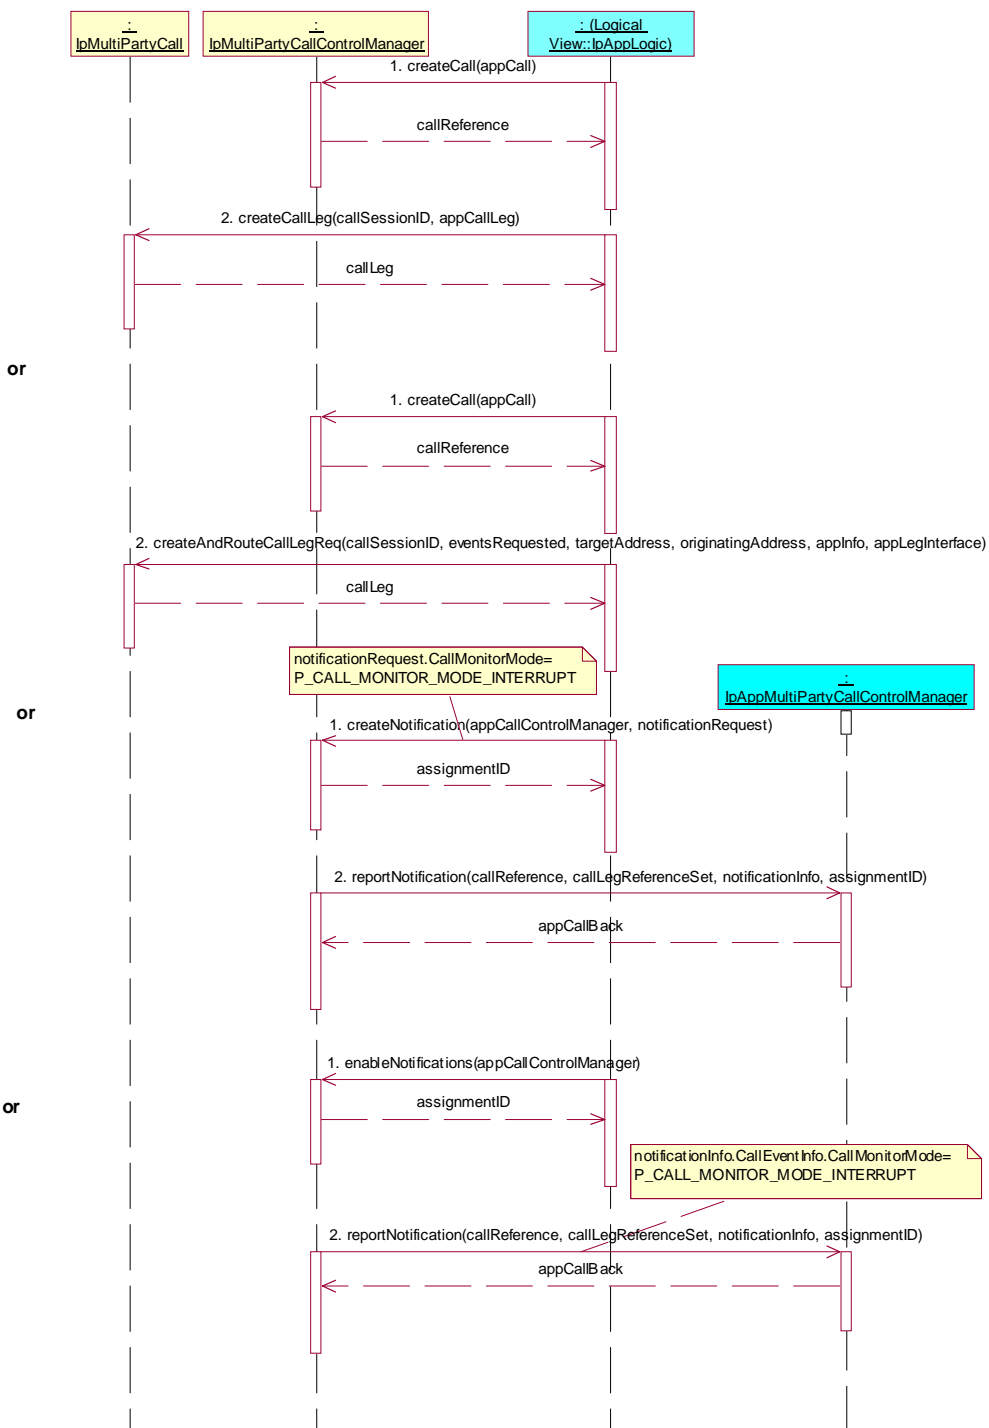 :
IpMultiPartyCall
:
IpMultiPartyCallControlManager
: (Logical
View::IpAppLogic)
1. createCall(appCall)
callReference
2. createCallLeg(callSessionID, appCallLeg)
callLeg
or
1. createCall(appCall)
callReference
2. createAndRouteCallLegReq(callSessionID, eventsRequested, targetAddress, originatingAddress, appInfo, appLegInterface)
callLeg
notificationRequest.CallMonitorMode=
P_CALL_MONITOR_MODE_INTERRUPT
:
IpAppMultiPartyCallControlManager
or
1. createNotification(appCallControlManager, notificationRequest)
assignmentID
2. reportNotification(callReference, callLegReferenceSet, notificationInfo, assignmentID)
appCallBack
1. enableNotifications(appCallControlManager)
or
assignmentID
notificationInfo.CallEventInfo.CallMonitorMode=
P_CALL_MONITOR_MODE_INTERRUPT
2. reportNotification(callReference, callLegReferenceSet, notificationInfo, assignmentID)
appCallBack